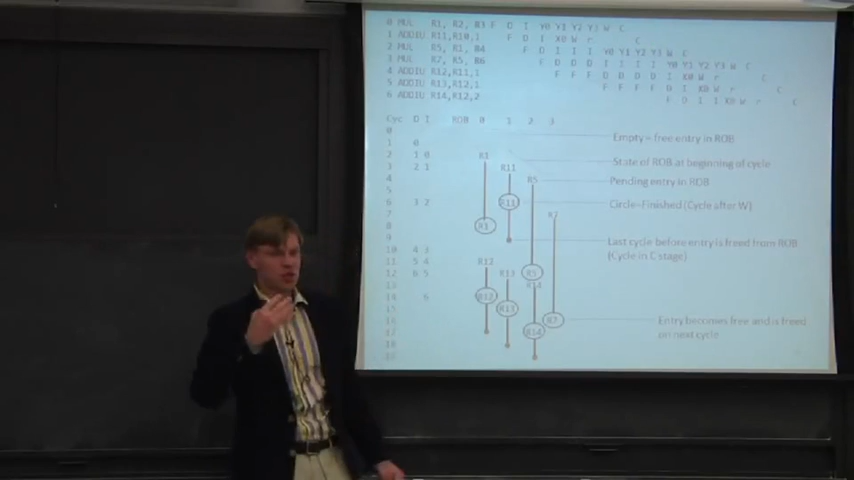 0 MUL R1, R2, R3 F D I Y0 Y1 Y2 Y3 W C
1 ADDIU R11,R10,1 F D I X0 W r C
2 MUL R5, R1, R4 F D I I I Y0 Y1 Y2 Y3 W C
3 MUL R7, R5, R6 F D D D I I I I Y0 Y1 Y2 Y3 W C
4 ADDIU R12,R11,1 F F F D D D D I X0 W r C
5 ADDIU R13,R12,1 F F F F D I X0 W r C
6 ADDIU R14,R12,2 F D I I X0 W r C
Cyc D I ROB 0 1 2 3
0 Empty = free entry in ROB
1 0
2 1 0 R1 State of ROB at beginning of cycle
3 2 1 R11
4 R5 Pending entry in ROB
5
6 3 2 R11 Circle=Finished (Cycle after W)
7 R7
8 R1
9 Last cycle before entry is freed from ROB
10 4 3 (Cycle in C stage)
11 5 4 R12
12 6 5 R13 R5
13 R14
14 6 R12
15 R13
16 R7 Entry becomes free and is freed
17 R14 on next cycle
18
19